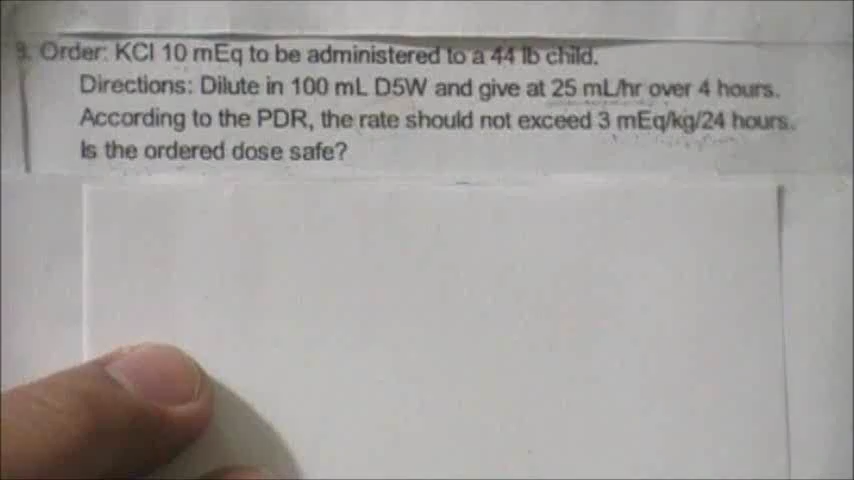 9. Order: KCl 10 mEq to be administered to a 44 lb child.
Directions: Dilute in 100 mL D5W and give at 25 mL/hr over 4 hours.
According to the PDR, the rate should not exceed 3 mEq/kg/24 hours.
Is the ordered dose safe?